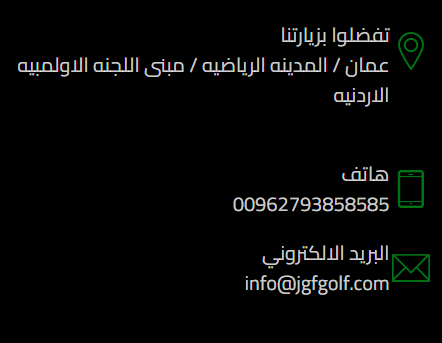 تفضلوا بزيارتنا
عمان / المدينه الرياضيه / مبنى اللجنه الاولمبيه
الاردنيه
هاتف
00962793858585
البريد الالكتروني
info@jgfgolf.com